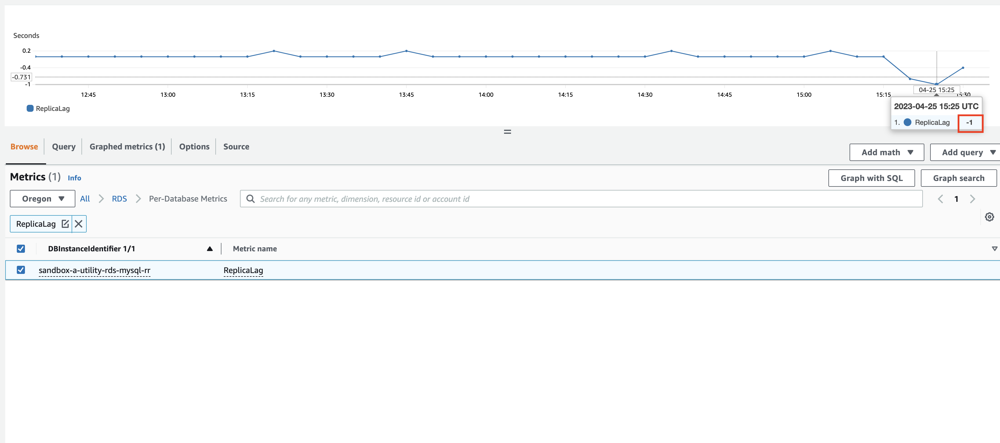 Seconds
0.2
-0.4
-0.731
-1
12:45 13:00 13:15 13:30 13:45 14:00 14:15 14:30 14:45 15:00 15:15 04-25 15:25 15:30
ReplicaLag
2023-04-25 15:25 UTC
1. ReplicaLag -1
Browse Query Graphed metrics (1) Options Source
Add math Add query
Metrics (1) Info
Graph with SQL Graph search
Oregon All RDS Per-Database Metrics Search for any metric, dimension, resource id or account id 1
ReplicaLag
DBInstanceIdentifier 1/1 Metric name
sandbox-a-utility-rds-mysql-rr ReplicaLag